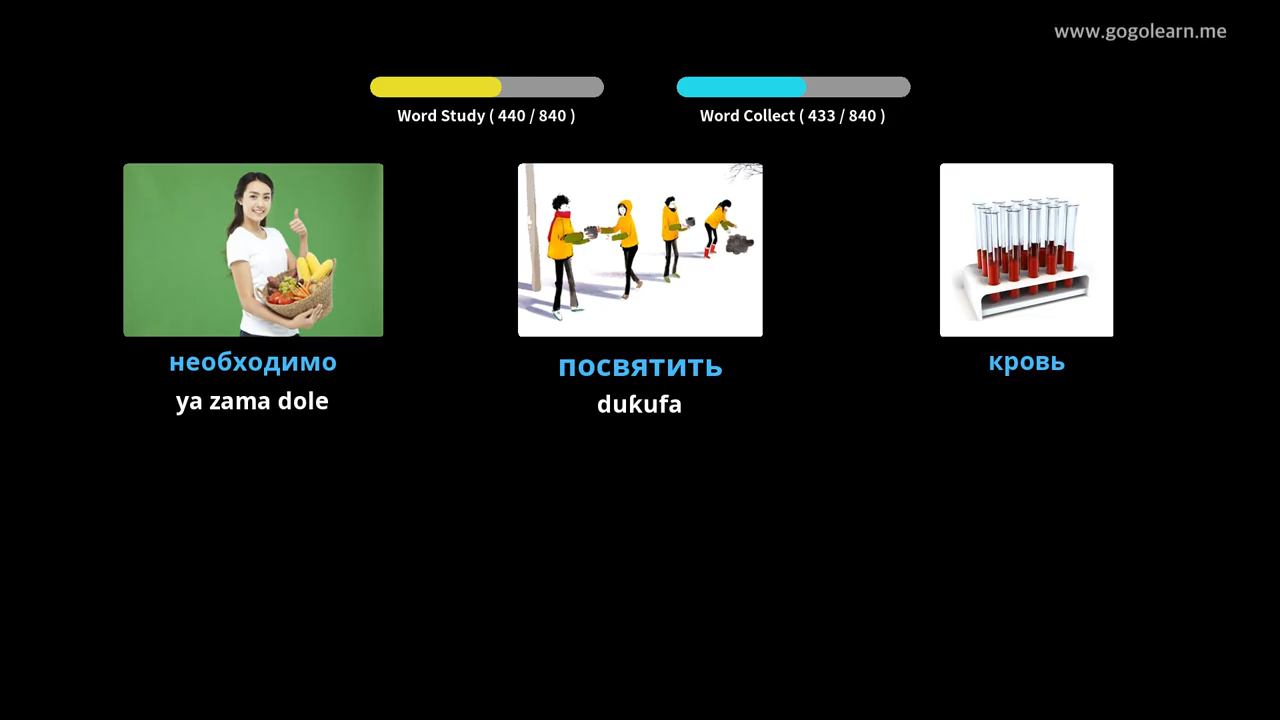 www.gogolearn.me
Word Study ( 440 / 840 )
Word Collect ( 433 / 840 )
необходимо
ya zama dole
посвятить
duƙufa
кровь